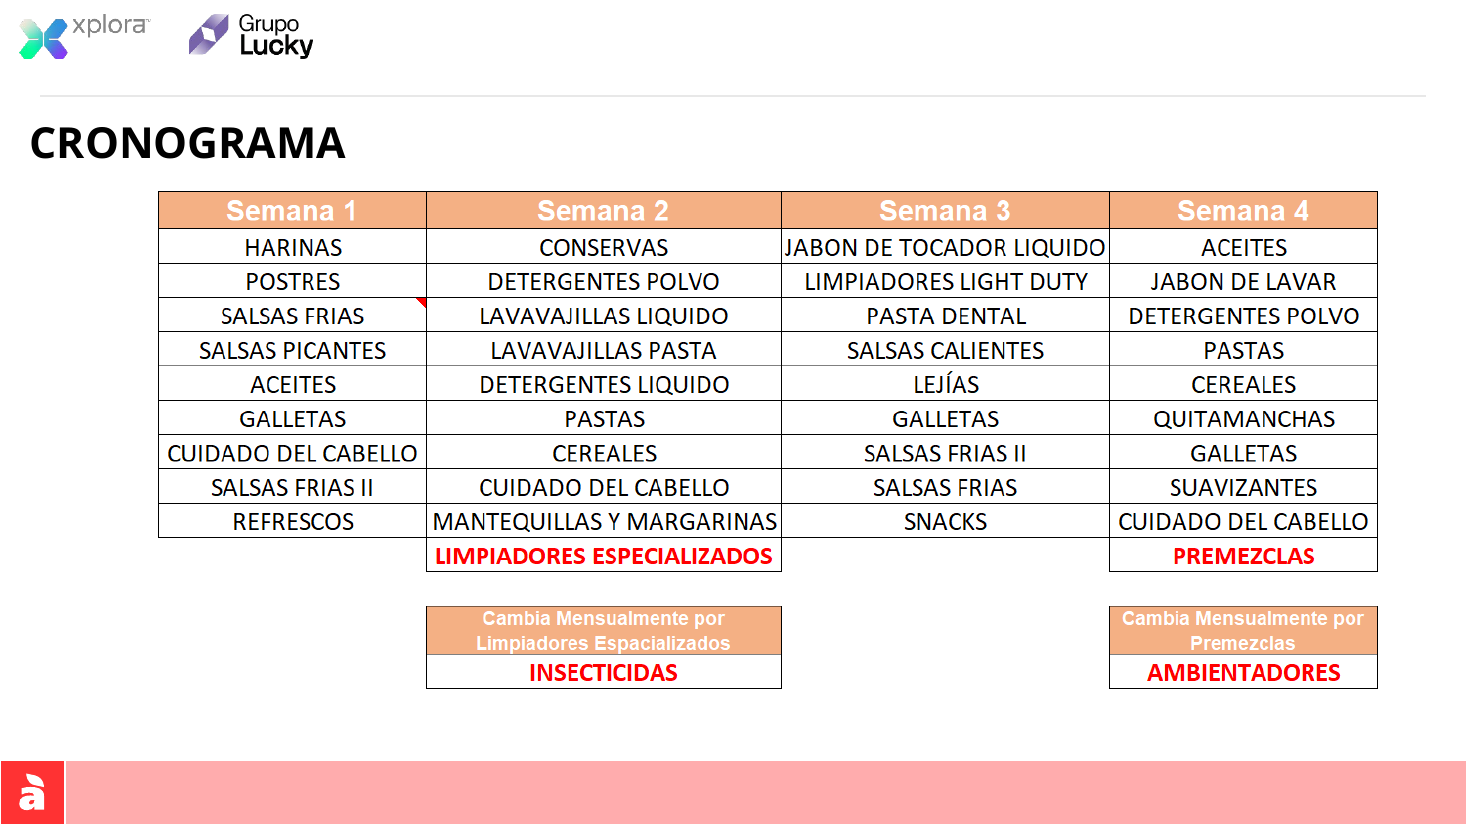 xplora
Grupo
Lucky
CRONOGRAMA
Semana 1 Semana 2 Semana 3 Semana 4
HARINAS CONSERVAS JABON DE TOCADOR LIQUIDO ACEITES
POSTRES DETERGENTES POLVO LIMPIADORES LIGHT DUTY JABON DE LAVAR
SALSAS FRIAS LAVAVAJILLAS LIQUIDO PASTA DENTAL DETERGENTES POLVO
SALSAS PICANTES LAVAVAJILLAS PASTA SALSAS CALIENTES PASTAS
ACEITES DETERGENTES LIQUIDO LEJÍAS CEREALES
GALLETAS PASTAS GALLETAS QUITAMANCHAS
CUIDADO DEL CABELLO CEREALES SALSAS FRIAS II GALLETAS
SALSAS FRIAS II CUIDADO DEL CABELLO SALSAS FRIAS SUAVIZANTES
REFRESCOS MANTEQUILLAS Y MARGARINAS SNACKS CUIDADO DEL CABELLO
LIMPIADORES ESPECIALIZADOS PREMEZCLAS
Cambia Mensualmente por
Limpiadores Espacializados
INSECTICIDAS
Cambia Mensualmente por
Premezclas
AMBIENTADORES
a